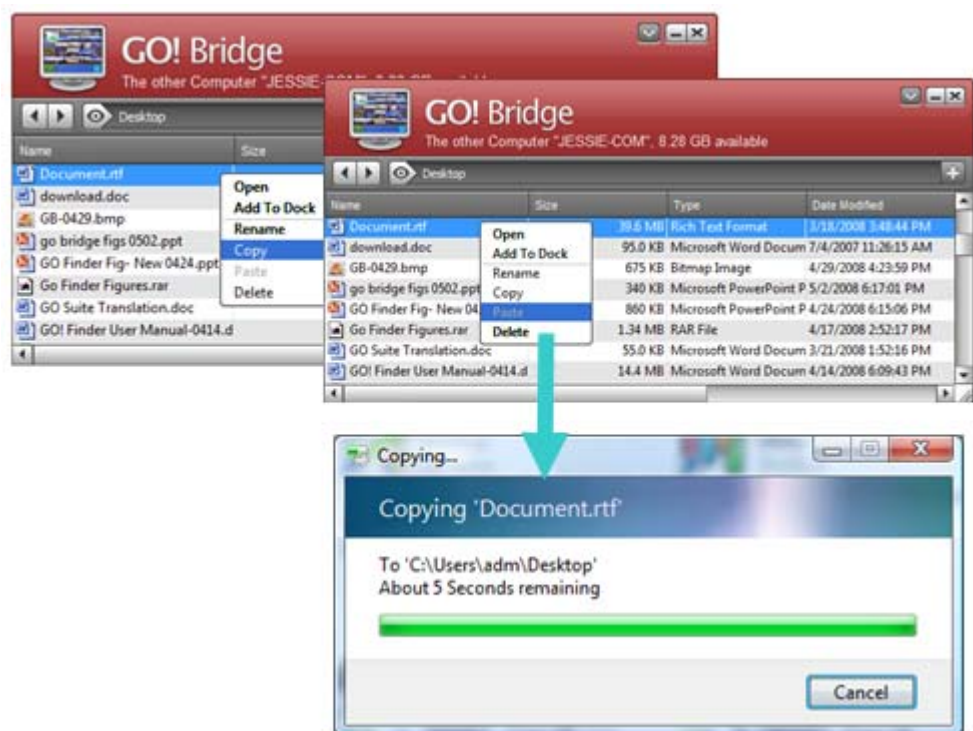 GO! Bridge
The other Computer "JESSIE-COM", 8.28 GB available
Desktop
Name Size
Document.rtf
download.doc
GB-0429.bmp
go bridge figs 0502.ppt
GO Finder Fig- New 0424.ppt
Go Finder Figures.rar
GO Suite Translation.doc
GO! Finder User Manual-0414.d
Open
Add To Dock
Rename
Copy
Paste
Delete
GO! Bridge
The other Computer "JESSIE-COM", 8.28 GB available
Desktop
Name Size Type Date Modified
Document.rtf 39.6 MB Rich Text Format 3/18/2008 3:48:44 PM
download.doc 95.0 KB Microsoft Word Docum 7/4/2007 11:26:15 AM
GB-0429.bmp 675 KB Bitmap Image 4/29/2008 4:23:59 PM
go bridge figs 0502.ppt 340 KB Microsoft PowerPoint P 5/2/2008 6:17:01 PM
GO Finder Fig- New 04 860 KB Microsoft PowerPoint P 4/24/2008 6:15:06 PM
Go Finder Figures.rar 1.34 MB RAR File 4/17/2008 2:52:17 PM
GO Suite Translation.doc 55.0 KB Microsoft Word Docum 3/21/2008 1:52:16 PM
GO! Finder User Manual-0414.d 14.4 MB Microsoft Word Docum 4/14/2008 6:09:43 PM
Open
Add To Dock
Rename
Copy
Paste
Delete
Copying...
Copying 'Document.rtf'
To 'C:\Users\adm\Desktop'
About 5 Seconds remaining
Cancel